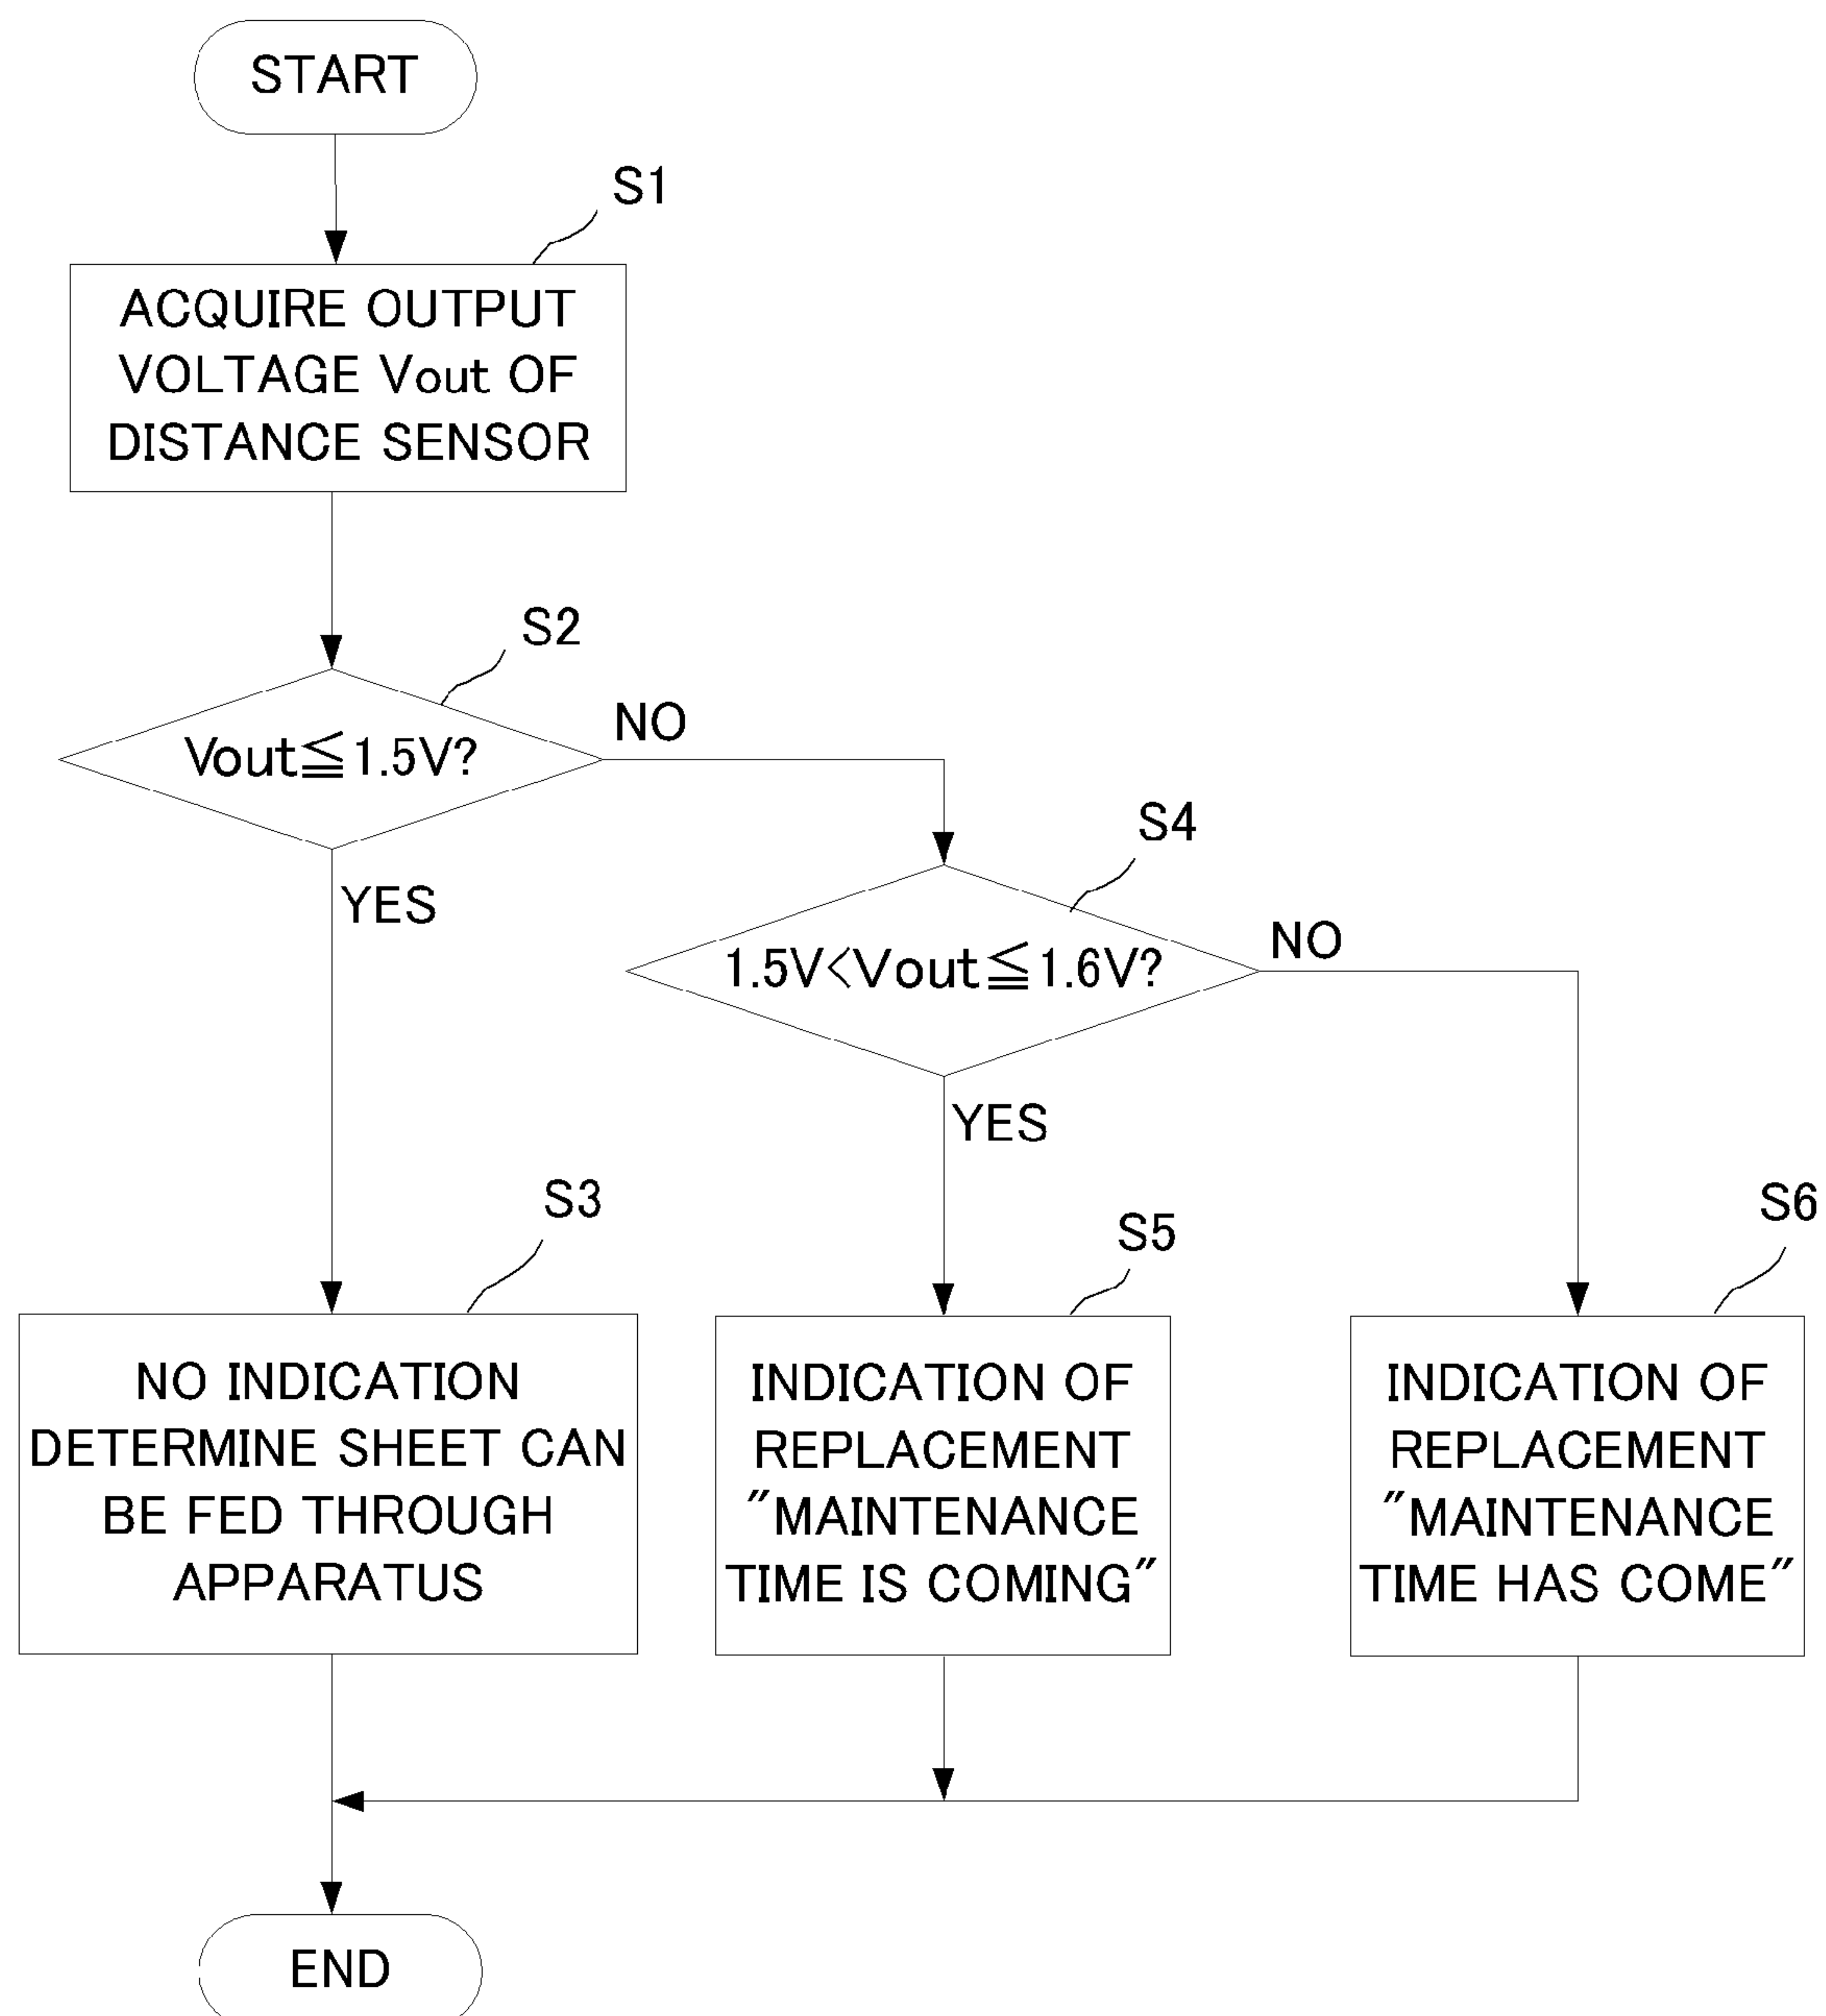 START
S1
ACQUIRE OUTPUT
VOLTAGE Vout OF
DISTANCE SENSOR
S2
Vout≦1.5V?
NO
YES
S4
1.5V<Vout≦1.6V?
NO
YES
S3
NO INDICATION
DETERMINE SHEET CAN
BE FED THROUGH
APPARATUS
S5
INDICATION OF
REPLACEMENT
"MAINTENANCE
TIME IS COMING"
S6
INDICATION OF
REPLACEMENT
"MAINTENANCE
TIME HAS COME"
END